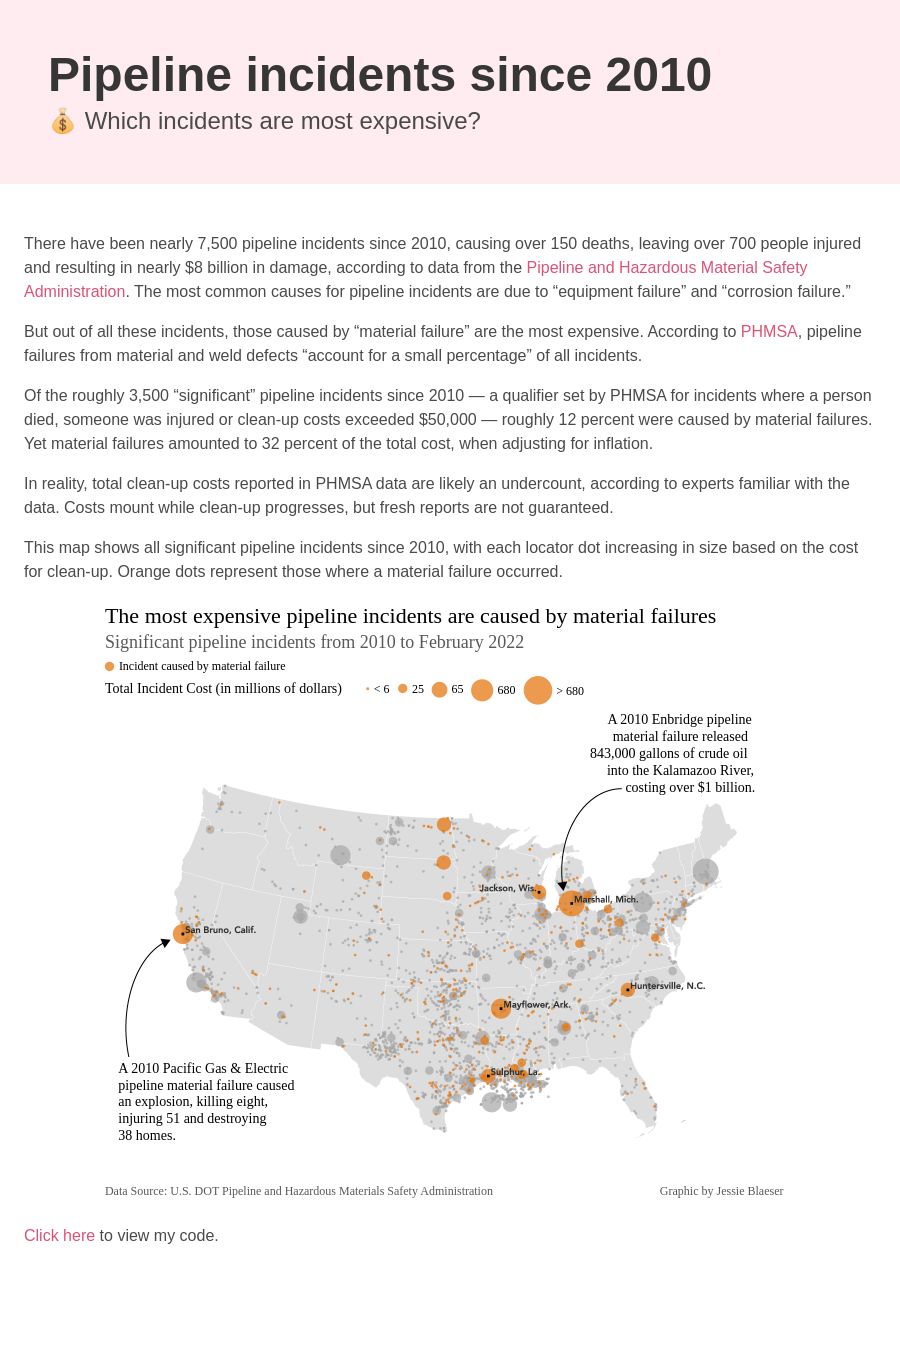 Pipeline incidents since 2010
💰 Which incidents are most expensive?
There have been nearly 7,500 pipeline incidents since 2010, causing over 150 deaths, leaving over 700 people injured
and resulting in nearly $8 billion in damage, according to data from the Pipeline and Hazardous Material Safety
Administration. The most common causes for pipeline incidents are due to “equipment failure” and “corrosion failure.”
But out of all these incidents, those caused by “material failure” are the most expensive. According to PHMSA, pipeline
failures from material and weld defects “account for a small percentage” of all incidents.
Of the roughly 3,500 “significant” pipeline incidents since 2010 — a qualifier set by PHMSA for incidents where a person
died, someone was injured or clean-up costs exceeded $50,000 — roughly 12 percent were caused by material failures.
Yet material failures amounted to 32 percent of the total cost, when adjusting for inflation.
In reality, total clean-up costs reported in PHMSA data are likely an undercount, according to experts familiar with the
data. Costs mount while clean-up progresses, but fresh reports are not guaranteed.
This map shows all significant pipeline incidents since 2010, with each locator dot increasing in size based on the cost
for clean-up. Orange dots represent those where a material failure occurred.
The most expensive pipeline incidents are caused by material failures
Significant pipeline incidents from 2010 to February 2022
Incident caused by material failure
Total Incident Cost (in millions of dollars) < 6 25 65 680 > 680
A 2010 Enbridge pipeline
material failure released
843,000 gallons of crude oil
into the Kalamazoo River,
costing over $1 billion.
Jackson, Wis.
Marshall, Mich.
San Bruno, Calif.
Huntersville, N.C.
Mayflower, Ark.
Sulphur, La.
A 2010 Pacific Gas & Electric
pipeline material failure caused
an explosion, killing eight,
injuring 51 and destroying
38 homes.
Data Source: U.S. DOT Pipeline and Hazardous Materials Safety Administration
Graphic by Jessie Blaeser
Click here to view my code.